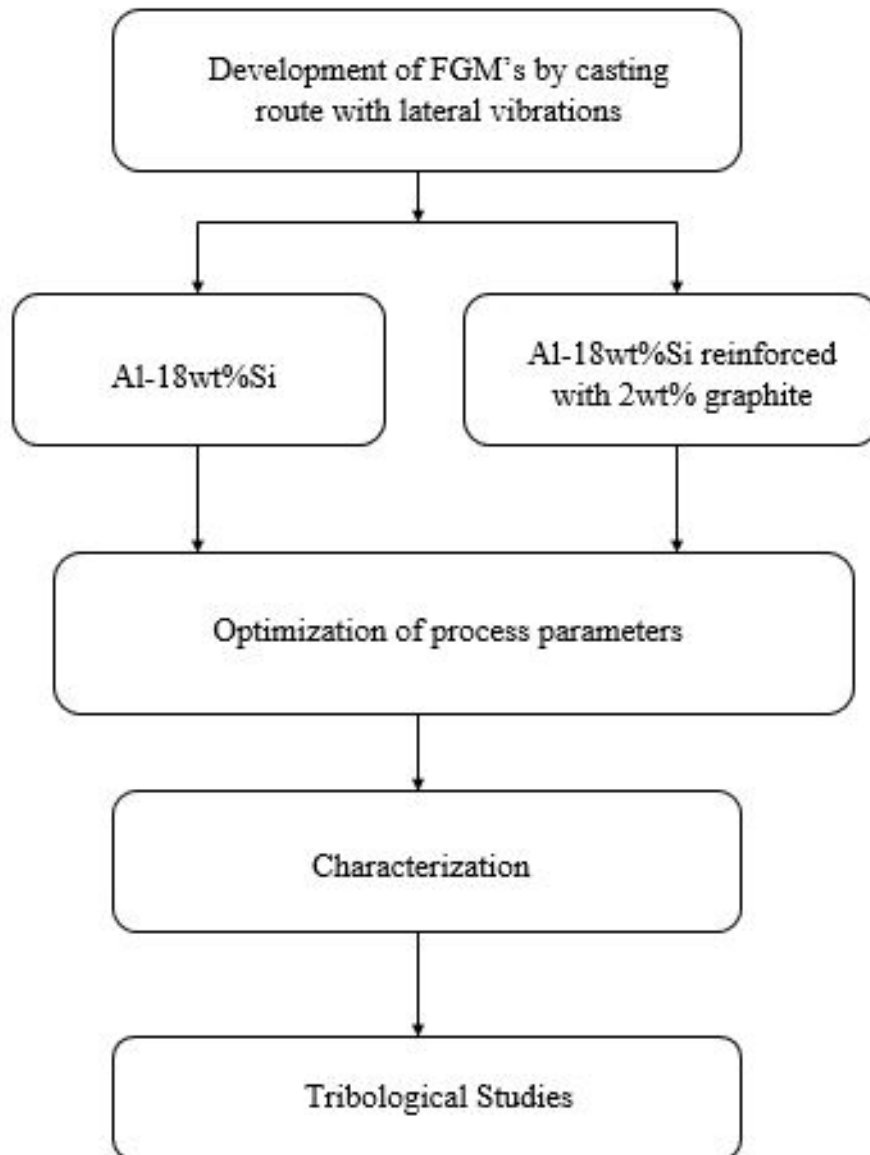 Development of FGM's by casting
route with lateral vibrations
Al-18wt%Si
Al-18wt%Si reinforced
with 2wt% graphite
Optimization of process parameters
Characterization
Tribological Studies